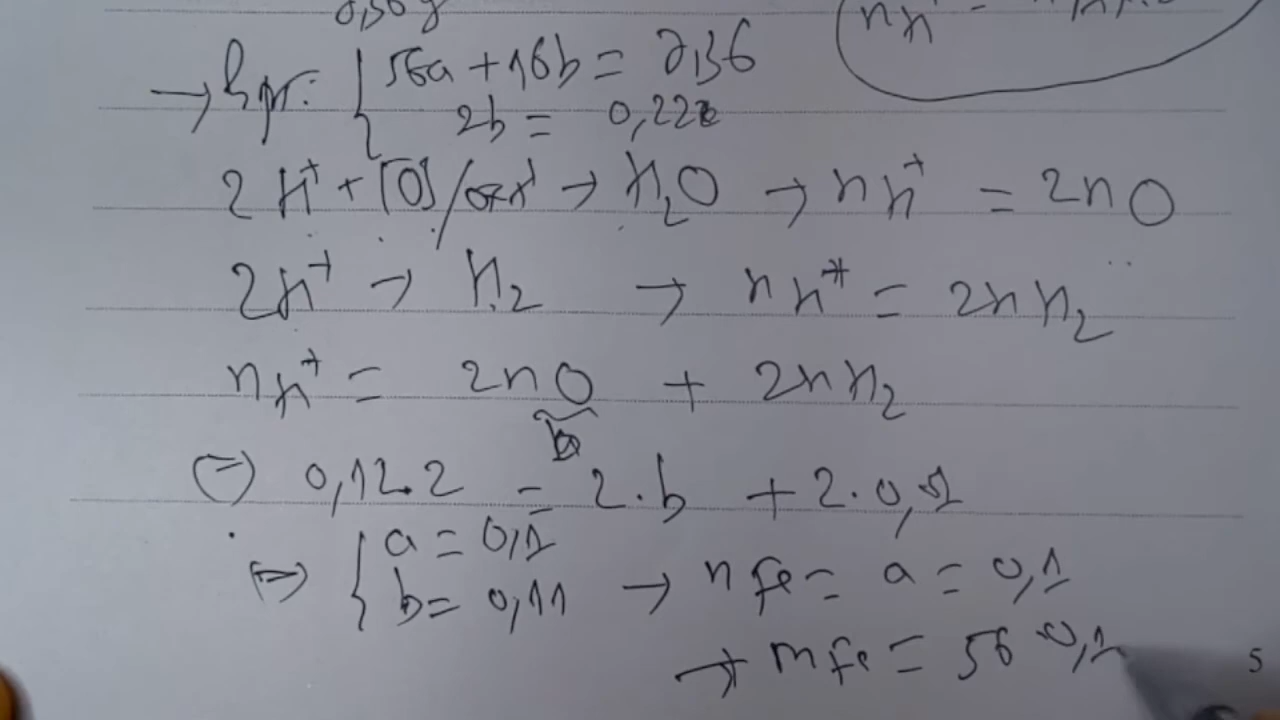 → hpt: { 56a + 16b = 7,36
2b = 0,22
2H⁺ + [O]/oxit → H₂O → nH⁺ = 2nO
2H⁺ → H₂ → nH⁺ = 2nH₂
nH⁺ = 2nO + 2nH₂
b
(=) 0,12.2 = 2.b + 2.0,01
(=) { a = 0,1
b = 0,11 → nFe = a = 0,1
→ mFe = 56.0,1
5